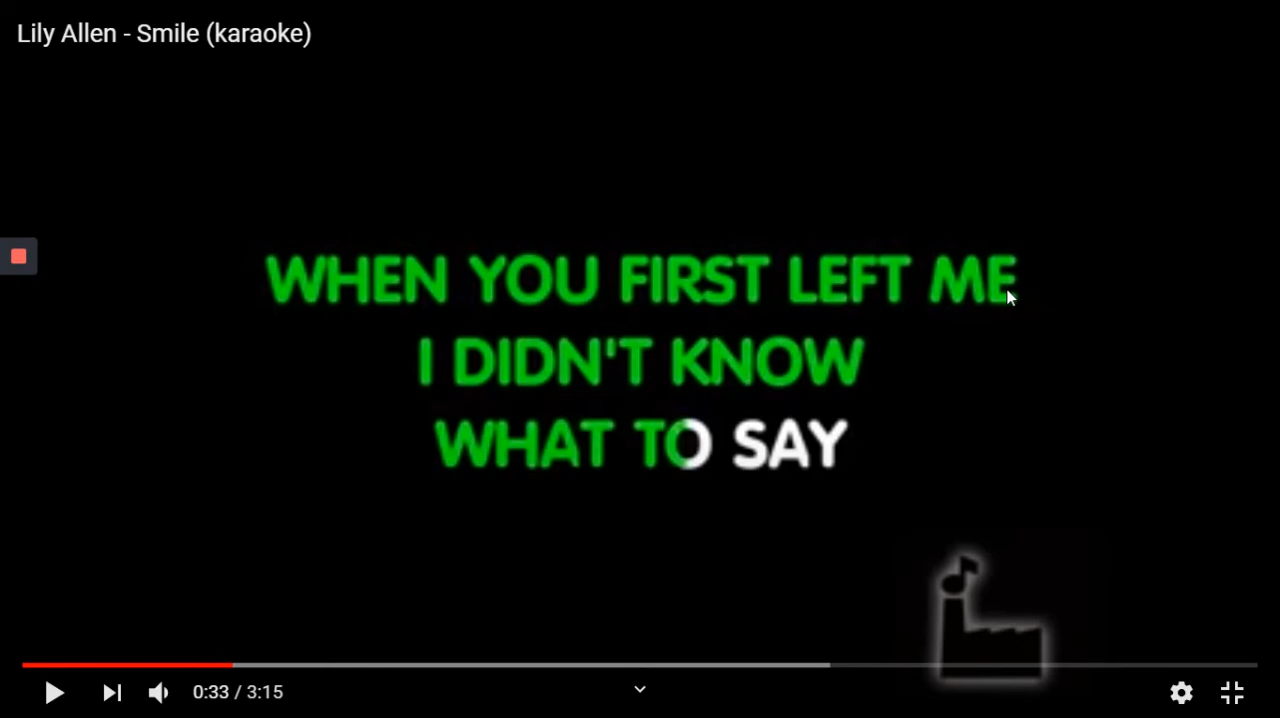 Lily Allen - Smile (karaoke)
WHEN YOU FIRST LEFT ME
I DIDN'T KNOW
WHAT TO SAY
0:33 / 3:15